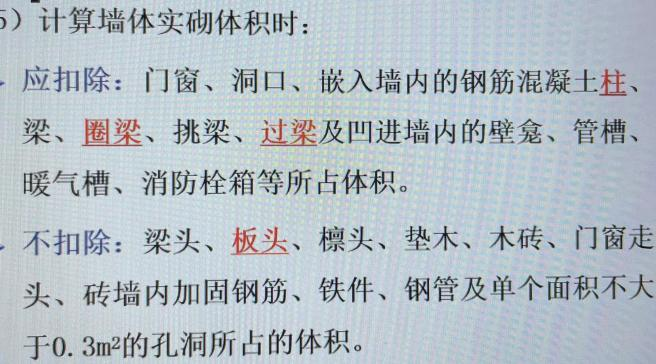 5）计算墙体实砌体积时：
应扣除：门窗、洞口、嵌入墙内的钢筋混凝土柱、
梁、圈梁、挑梁、过梁及凹进墙内的壁龛、管槽、
暖气槽、消防栓箱等所占体积。
不扣除：梁头、板头、檩头、垫木、木砖、门窗走
头、砖墙内加固钢筋、铁件、钢管及单个面积不大
于0.3m²的孔洞所占的体积。